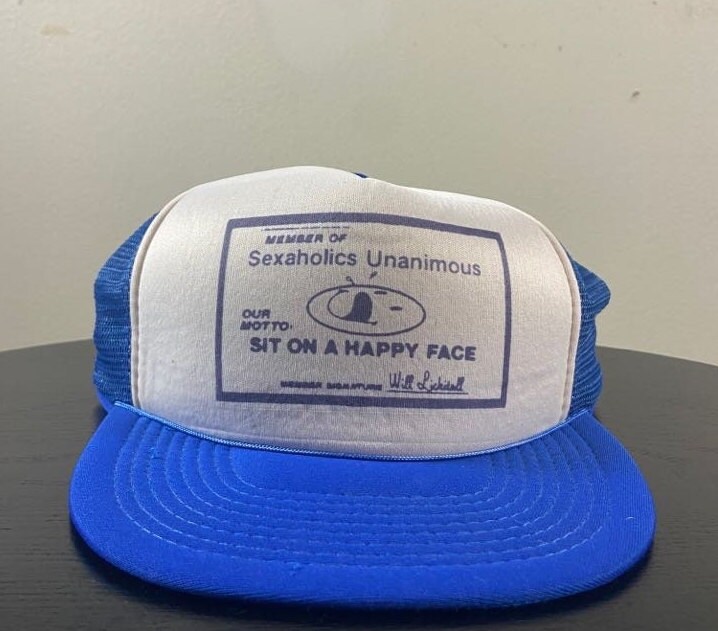 MEMBER OF
Sexaholics Unanimous
OUR
MOTTO:
SIT ON A HAPPY FACE
MEMBER SIGNATURE Will Lickitall